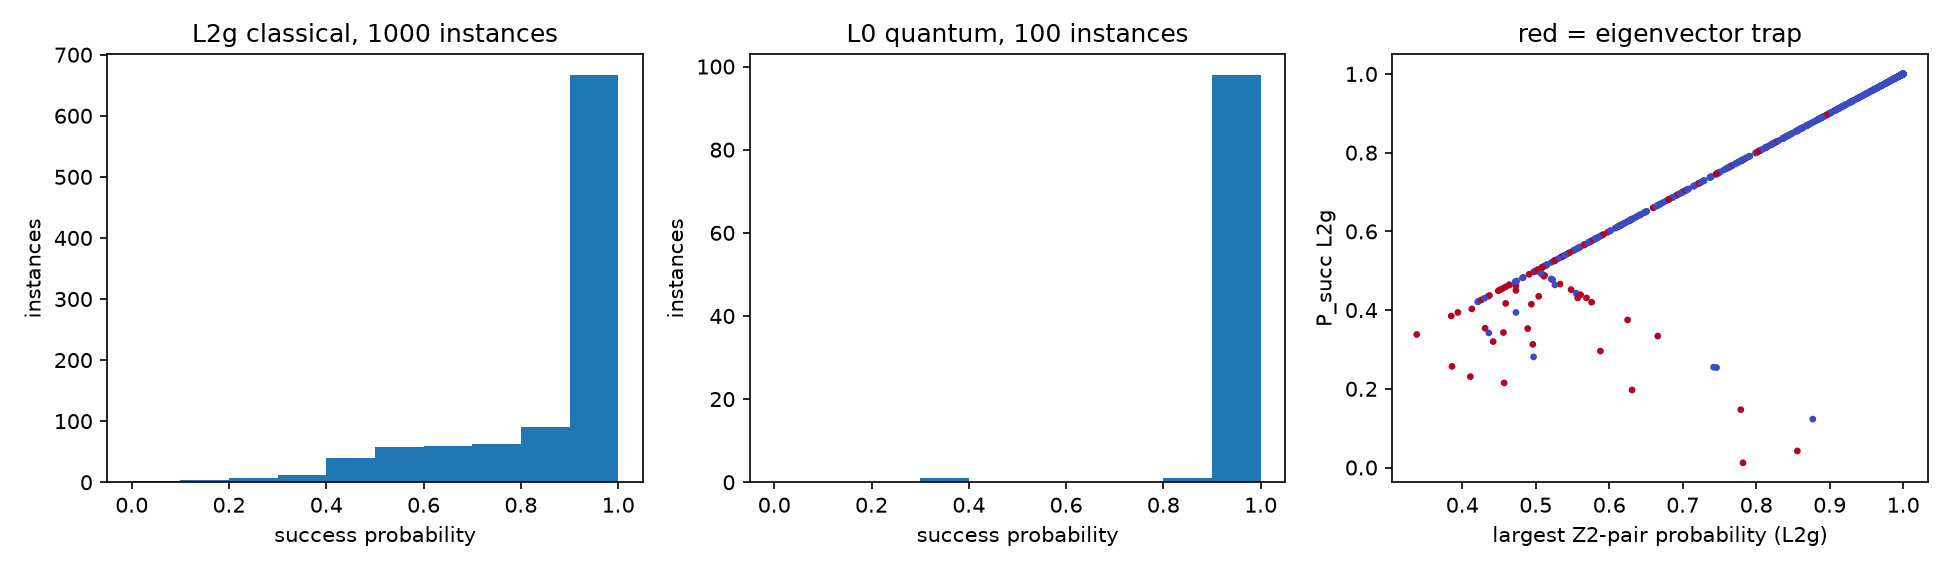 L2g classical, 1000 instances
700
600
500
400
300
200
100
0
instances
0.0 0.2 0.4 0.6 0.8 1.0
success probability
L0 quantum, 100 instances
100
80
60
40
20
0
instances
0.0 0.2 0.4 0.6 0.8 1.0
success probability
red = eigenvector trap
1.0
0.8
0.6
0.4
0.2
0.0
P_succ L2g
0.4 0.5 0.6 0.7 0.8 0.9 1.0
largest Z2-pair probability (L2g)